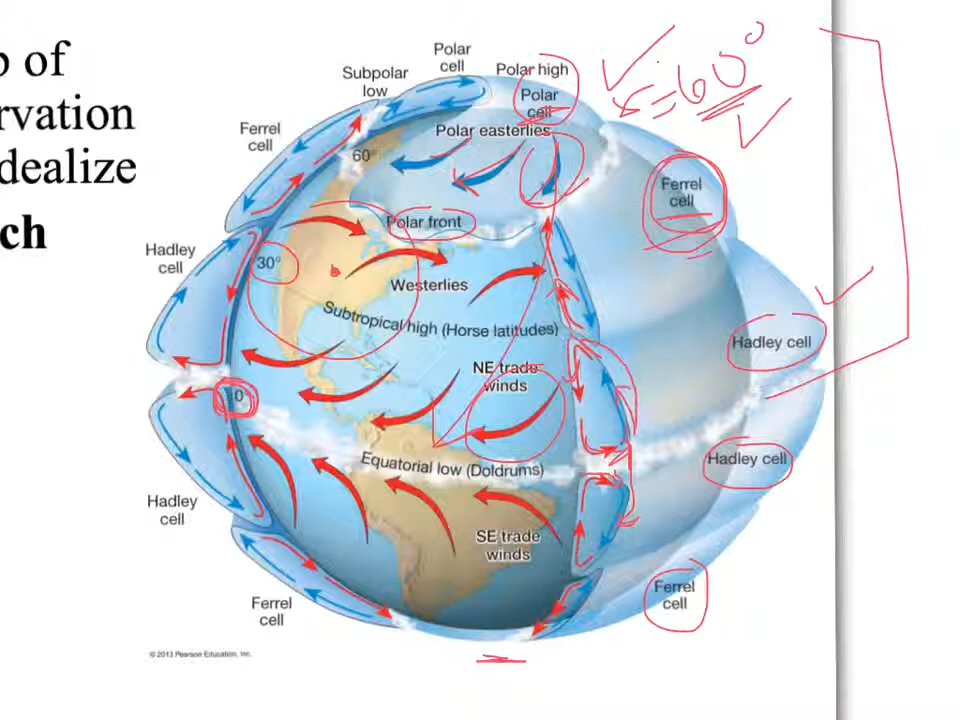 p of
rvation
dealize
ch
Polar
cell
Polar high
Subpolar
low
Polar
cell
x=60°
Polar easterlies
Ferrel
cell
60°
Ferrel
cell
Polar front
Hadley
cell
30°
Westerlies
Subtropical high (Horse latitudes)
Hadley cell
NE trade
winds
0
Equatorial low (Doldrums)
Hadley cell
Hadley
cell
SE trade
winds
Ferrel
cell
Ferrel
cell
© 2013 Pearson Education, Inc.